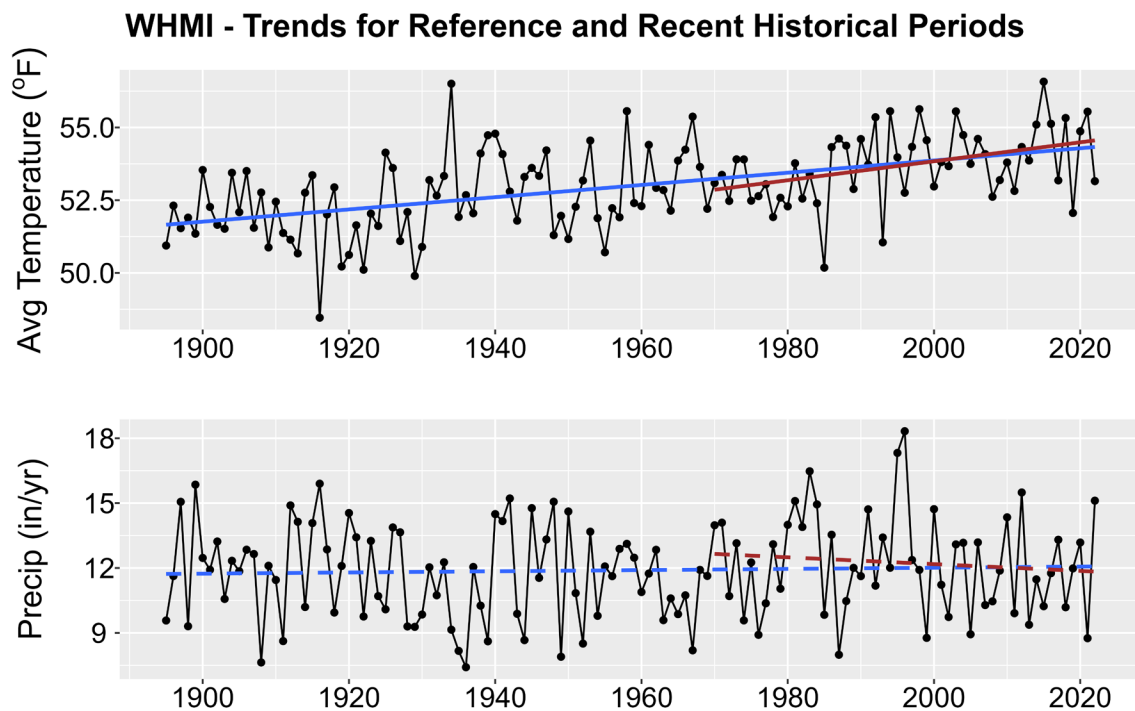 WHMI - Trends for Reference and Recent Historical Periods
Avg Temperature (°F)
55.0
52.5
50.0
1900 1920 1940 1960 1980 2000 2020
Precip (in/yr)
18
15
12
9
1900 1920 1940 1960 1980 2000 2020